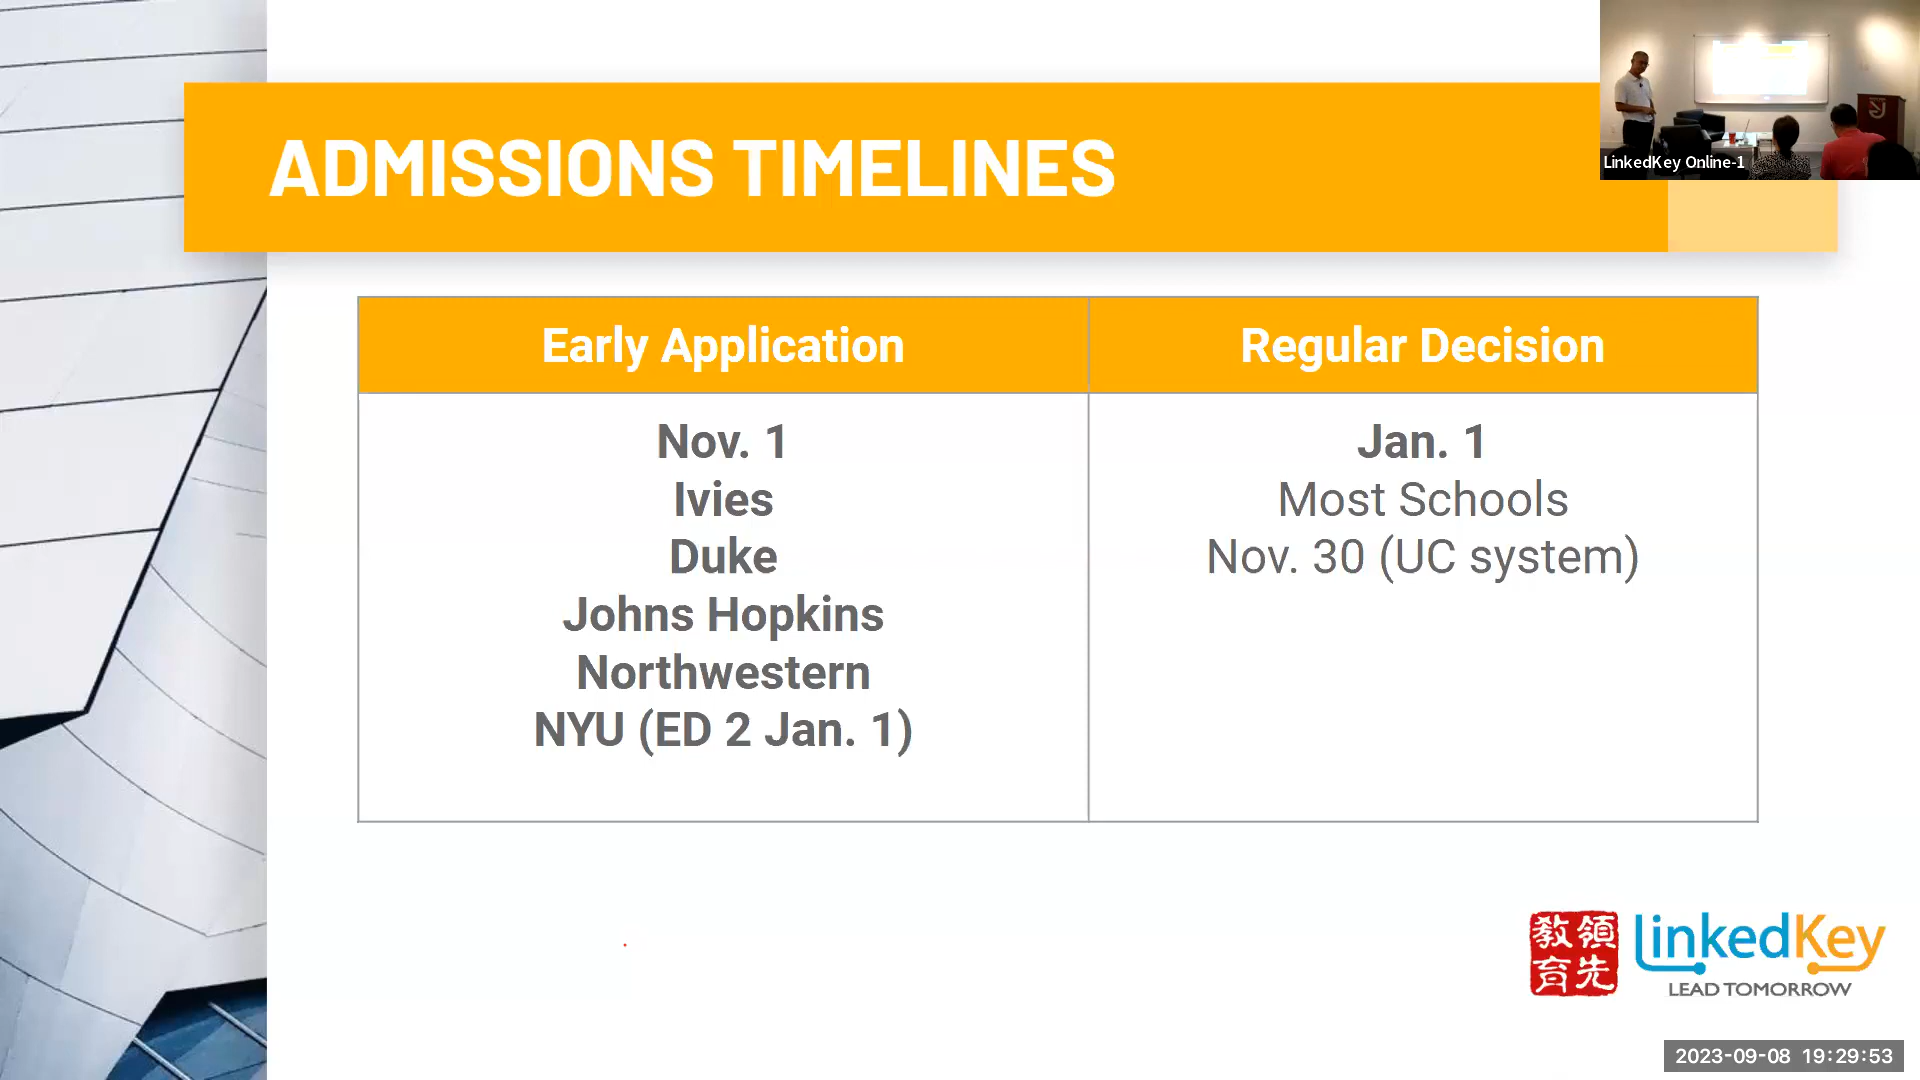 ADMISSIONS TIMELINES
LinkedKey Online-1
Early Application
Regular Decision
Nov. 1
Ivies
Duke
Johns Hopkins
Northwestern
NYU (ED 2 Jan. 1)
Jan. 1
Most Schools
Nov. 30 (UC system)
領先
教育
LinkedKey
LEAD TOMORROW
2023-09-08 19:29:53